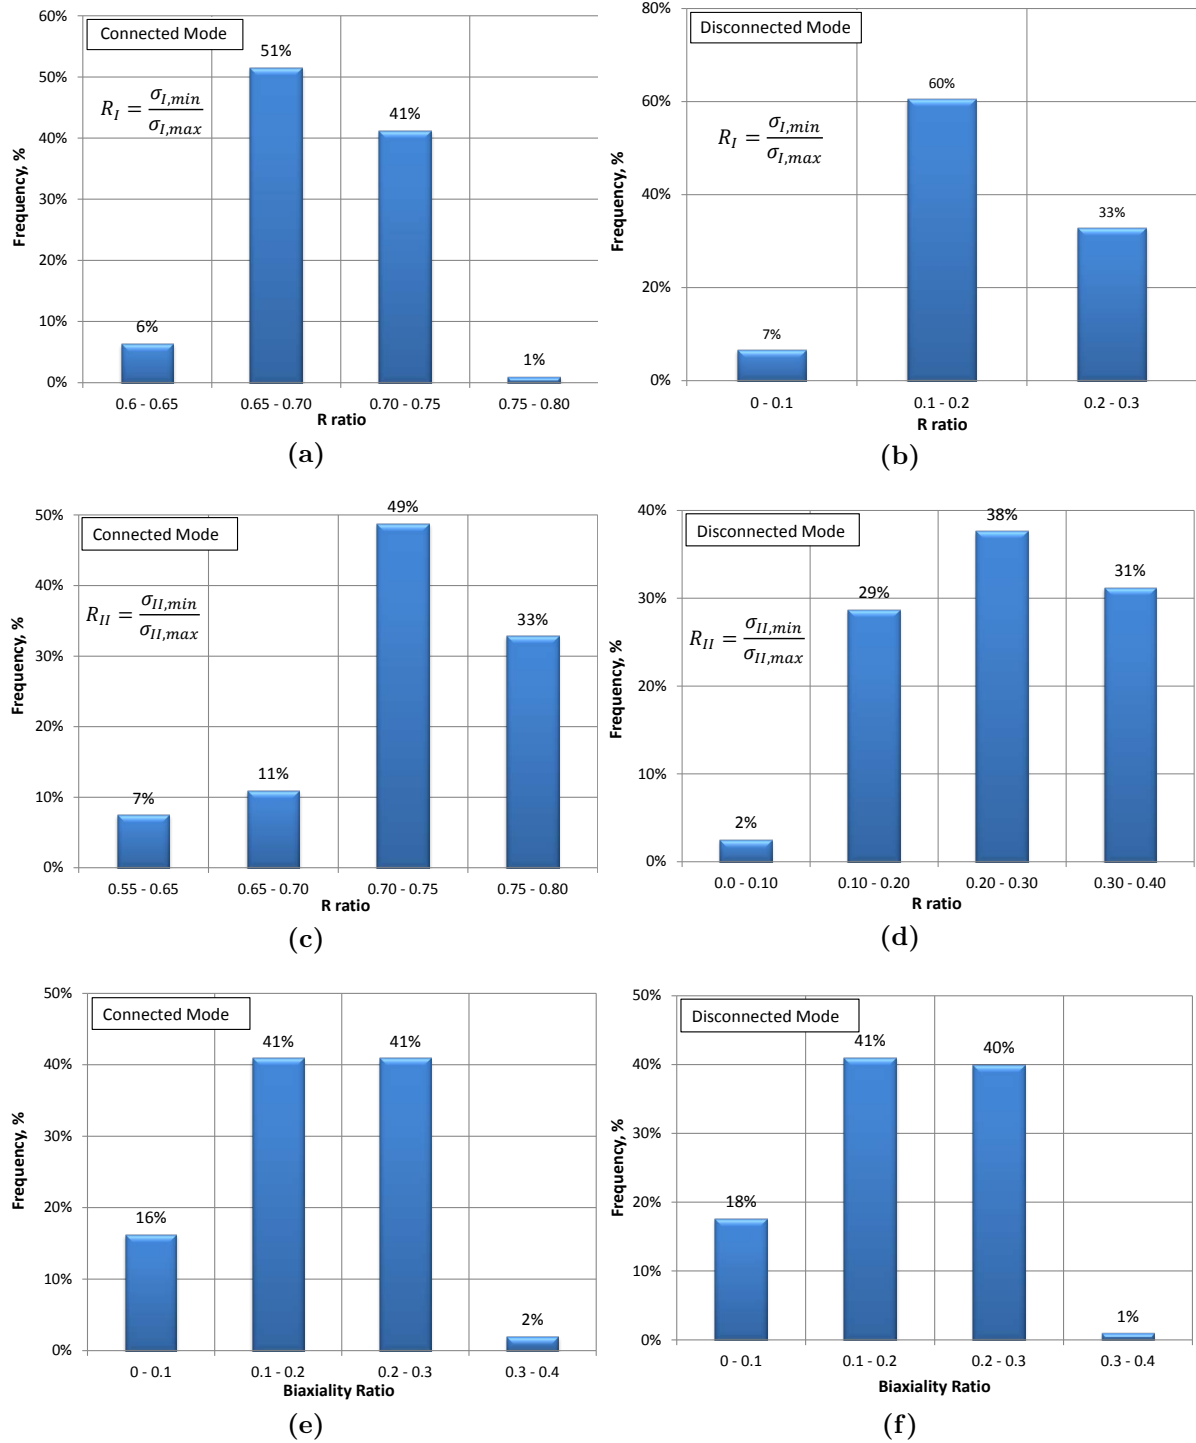 Connected Mode
R_I = σ_I,min / σ_I,max
Frequency, %
60%
50%
40%
30%
20%
10%
0%
6%
51%
41%
1%
0.6 - 0.65 0.65 - 0.70 0.70 - 0.75 0.75 - 0.80
R ratio
(a)
Disconnected Mode
R_I = σ_I,min / σ_I,max
Frequency, %
80%
60%
40%
20%
0%
7%
60%
33%
0 - 0.1 0.1 - 0.2 0.2 - 0.3
R ratio
(b)
Connected Mode
R_II = σ_II,min / σ_II,max
Frequency, %
50%
40%
30%
20%
10%
0%
7%
11%
49%
33%
0.55 - 0.65 0.65 - 0.70 0.70 - 0.75 0.75 - 0.80
R ratio
(c)
Disconnected Mode
R_II = σ_II,min / σ_II,max
Frequency, %
40%
30%
20%
10%
0%
2%
29%
38%
31%
0.0 - 0.10 0.10 - 0.20 0.20 - 0.30 0.30 - 0.40
R ratio
(d)
Connected Mode
Frequency, %
50%
40%
30%
20%
10%
0%
16%
41%
41%
2%
0 - 0.1 0.1 - 0.2 0.2 - 0.3 0.3 - 0.4
Biaxiality Ratio
(e)
Disconnected Mode
Frequency, %
50%
40%
30%
20%
10%
0%
18%
41%
40%
1%
0 - 0.1 0.1 - 0.2 0.2 - 0.3 0.3 - 0.4
Biaxiality Ratio
(f)